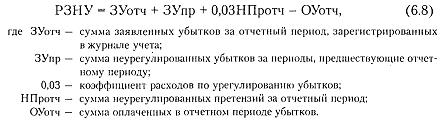 РЗНУ = ЗУотч + ЗУпр + 0,03НПротч – ОУотч, (6.8)
где ЗУотч – сумма заявленных убытков за отчетный период, зарегистрированных
в журнале учета;
ЗУпр – сумма неурегулированных убытков за периоды, предшествующие отчет-
ному периоду;
0,03 – коэффициент расходов по урегулированию убытков;
НПротч – сумма неурегулированных претензий за отчетный период;
ОУотч – сумма оплаченных в отчетном периоде убытков.